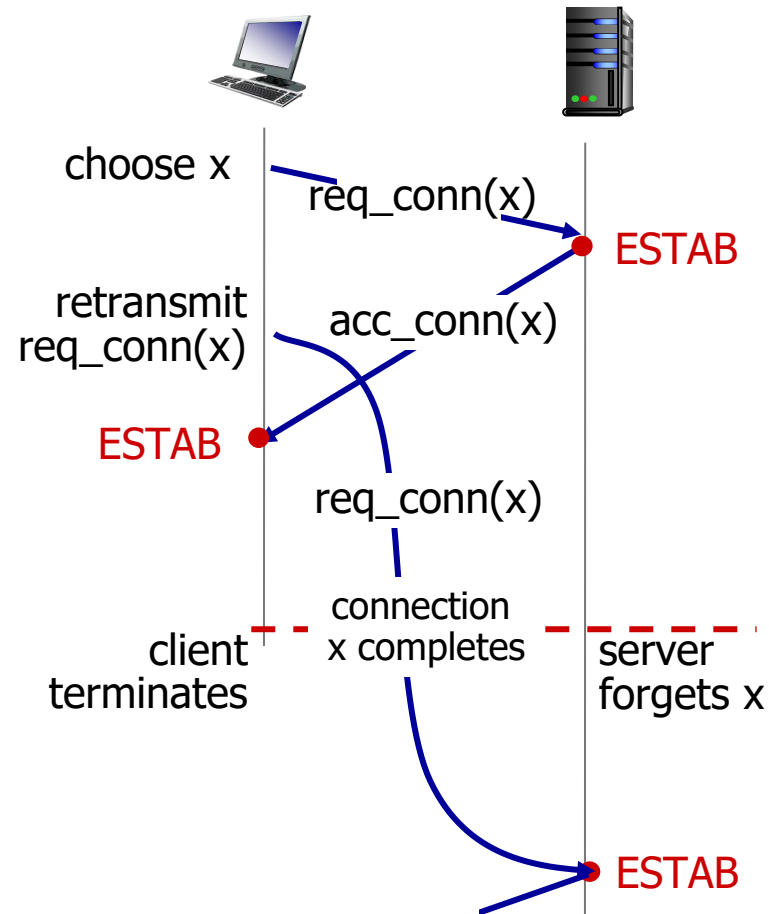 choose x
req_conn(x)
ESTAB
retransmit
req_conn(x)
acc_conn(x)
ESTAB
req_conn(x)
connection
x completes
client
terminates
server
forgets x
ESTAB